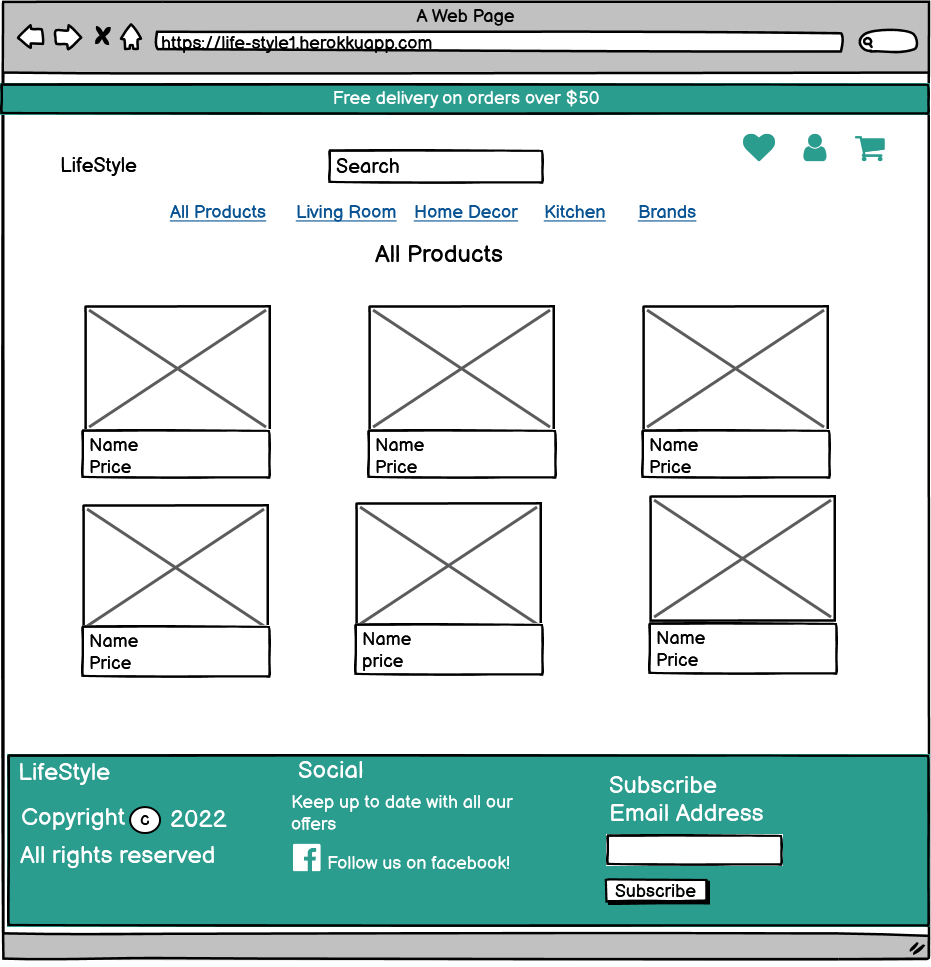 A Web Page
https://life-style1.herokkuapp.com
Free delivery on orders over $50
LifeStyle
Search
All Products Living Room Home Decor Kitchen Brands
All Products
Name Name Name
Price Price Price
Name Name Name
Price price Price
LifeStyle
Copyright c 2022
All rights reserved
Social
Keep up to date with all our
offers
f Follow us on facebook!
Subscribe
Email Address
Subscribe